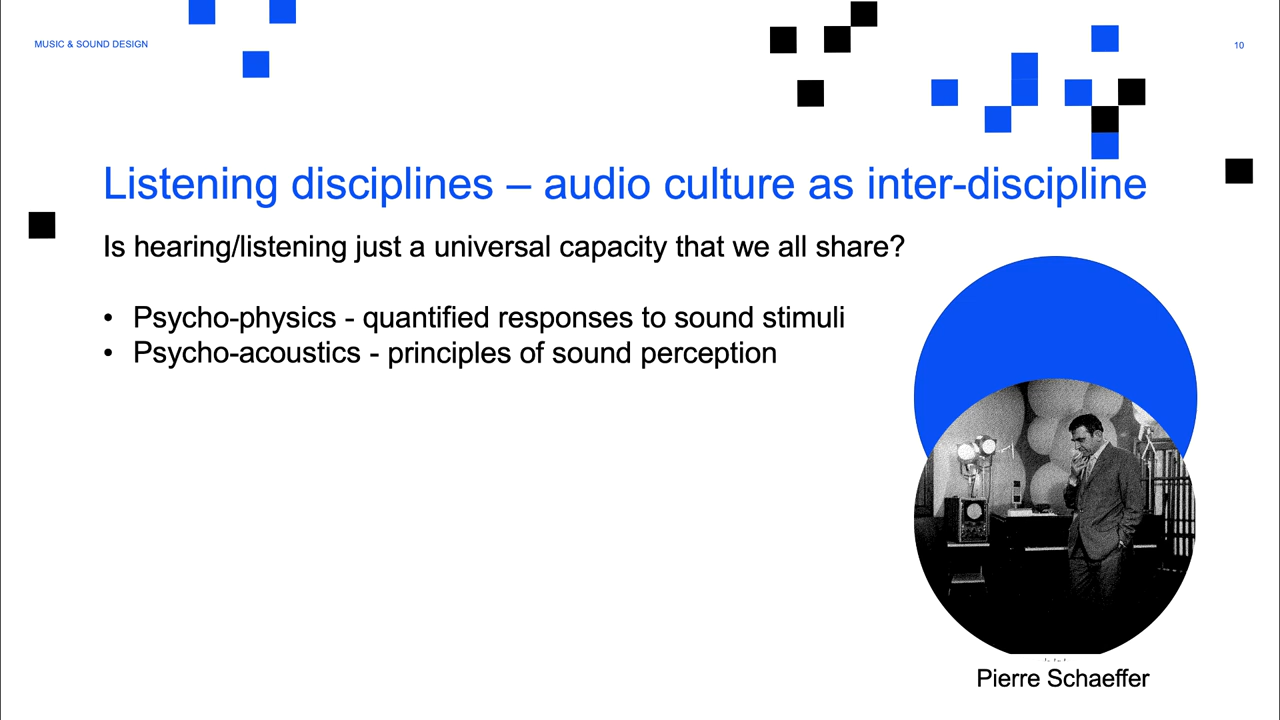 MUSIC & SOUND DESIGN
10
Listening disciplines – audio culture as inter-discipline
Is hearing/listening just a universal capacity that we all share?
• Psycho-physics - quantified responses to sound stimuli
• Psycho-acoustics - principles of sound perception
Pierre Schaeffer